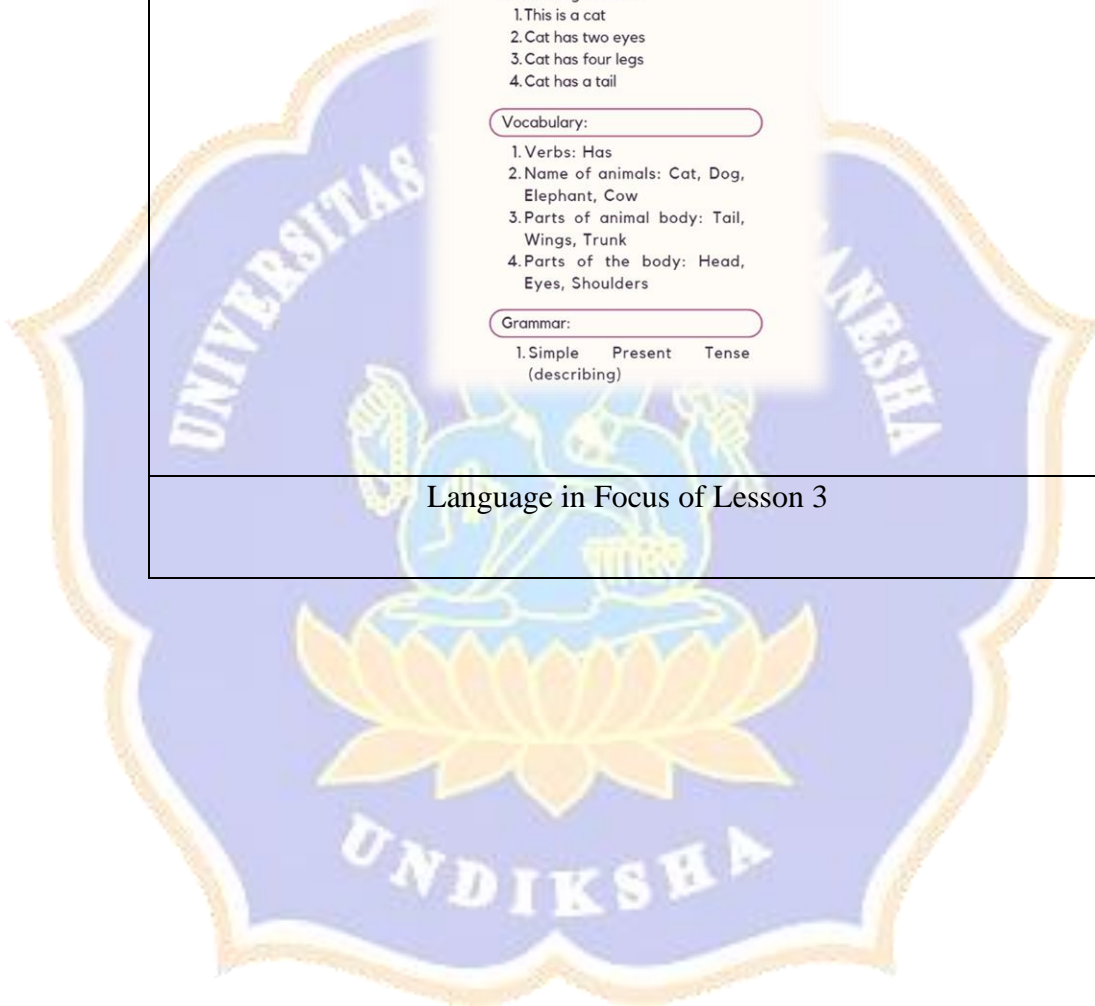 1. This is a cat
2. Cat has two eyes
3. Cat has four legs
4. Cat has a tail
Vocabulary:
1. Verbs: Has
2. Name of animals: Cat, Dog,
Elephant, Cow
3. Parts of animal body: Tail,
Wings, Trunk
4. Parts of the body: Head,
Eyes, Shoulders
Grammar:
1. Simple Present Tense
(describing)
Language in Focus of Lesson 3
UNIVERSITAS
ANESHA
UNDIKSHA